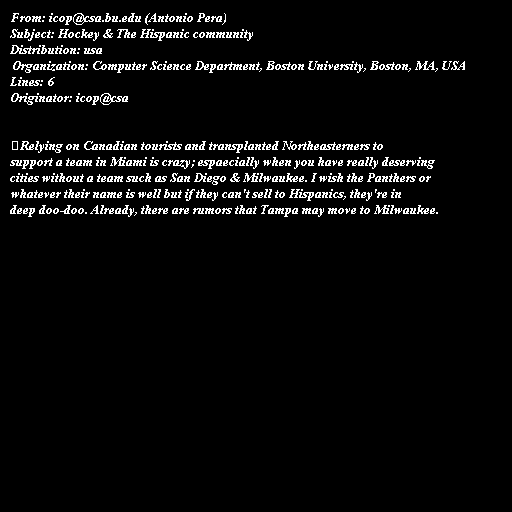 From: icop@csa.bu.edu (Antonio Pera)
Subject: Hockey & The Hispanic community
Distribution: usa
Organization: Computer Science Department, Boston University, Boston, MA, USA
Lines: 6
Originator: icop@csa

Relying on Canadian tourists and transplanted Northeasterners to
support a team in Miami is crazy; espaecially when you have really deserving
cities without a team such as San Diego & Milwaukee. I wish the Panthers or
whatever their name is well but if they can't sell to Hispanics, they're in
deep doo-doo. Already, there are rumors that Tampa may move to Milwaukee.